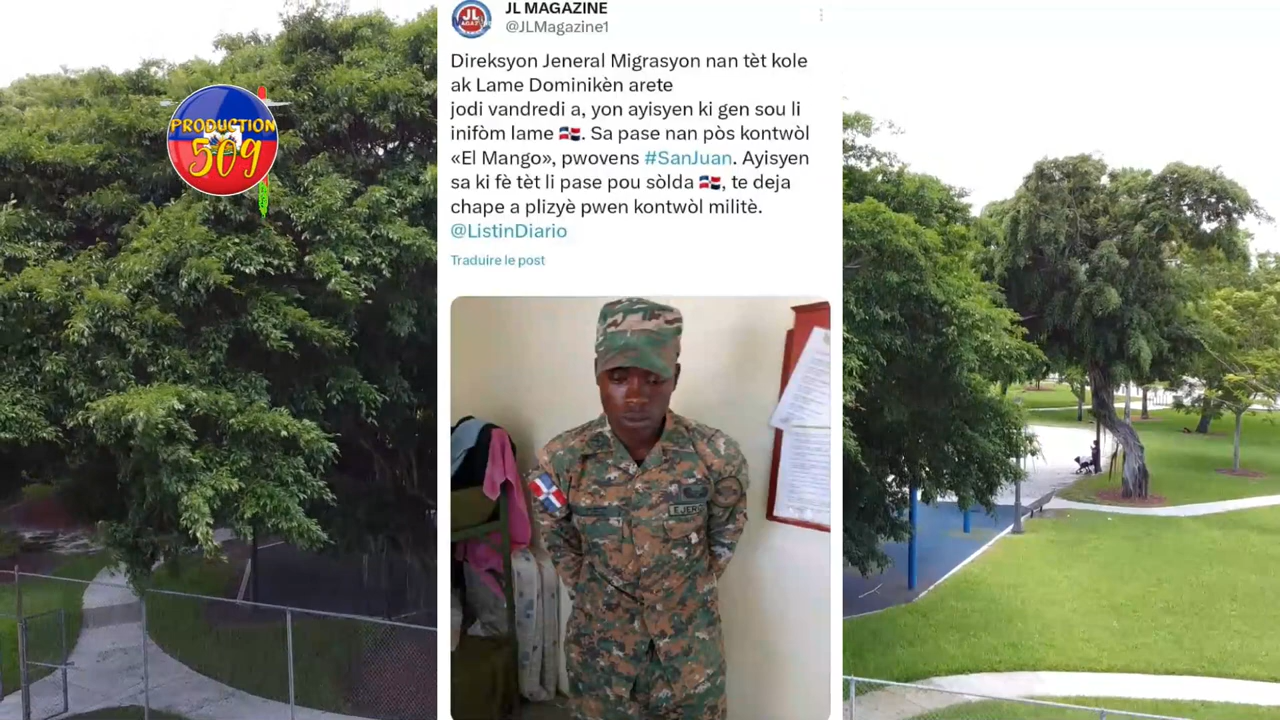 PRODUCTION
509
JL MAGAZINE
@JLMagazine1
Direksyon Jeneral Migrasyon nan tèt kole
ak Lame Dominikèn arete
jodi vandredi a, yon ayisyen ki gen sou li
inifòm lame 🇩🇴. Sa pase nan pòs kontwòl
«El Mango», pwovens #SanJuan. Ayisyen
sa ki fè tèt li pase pou sòlda 🇩🇴, te deja
chape a plizyè pwen kontwòl militè.
@ListinDiario
Traduire le post